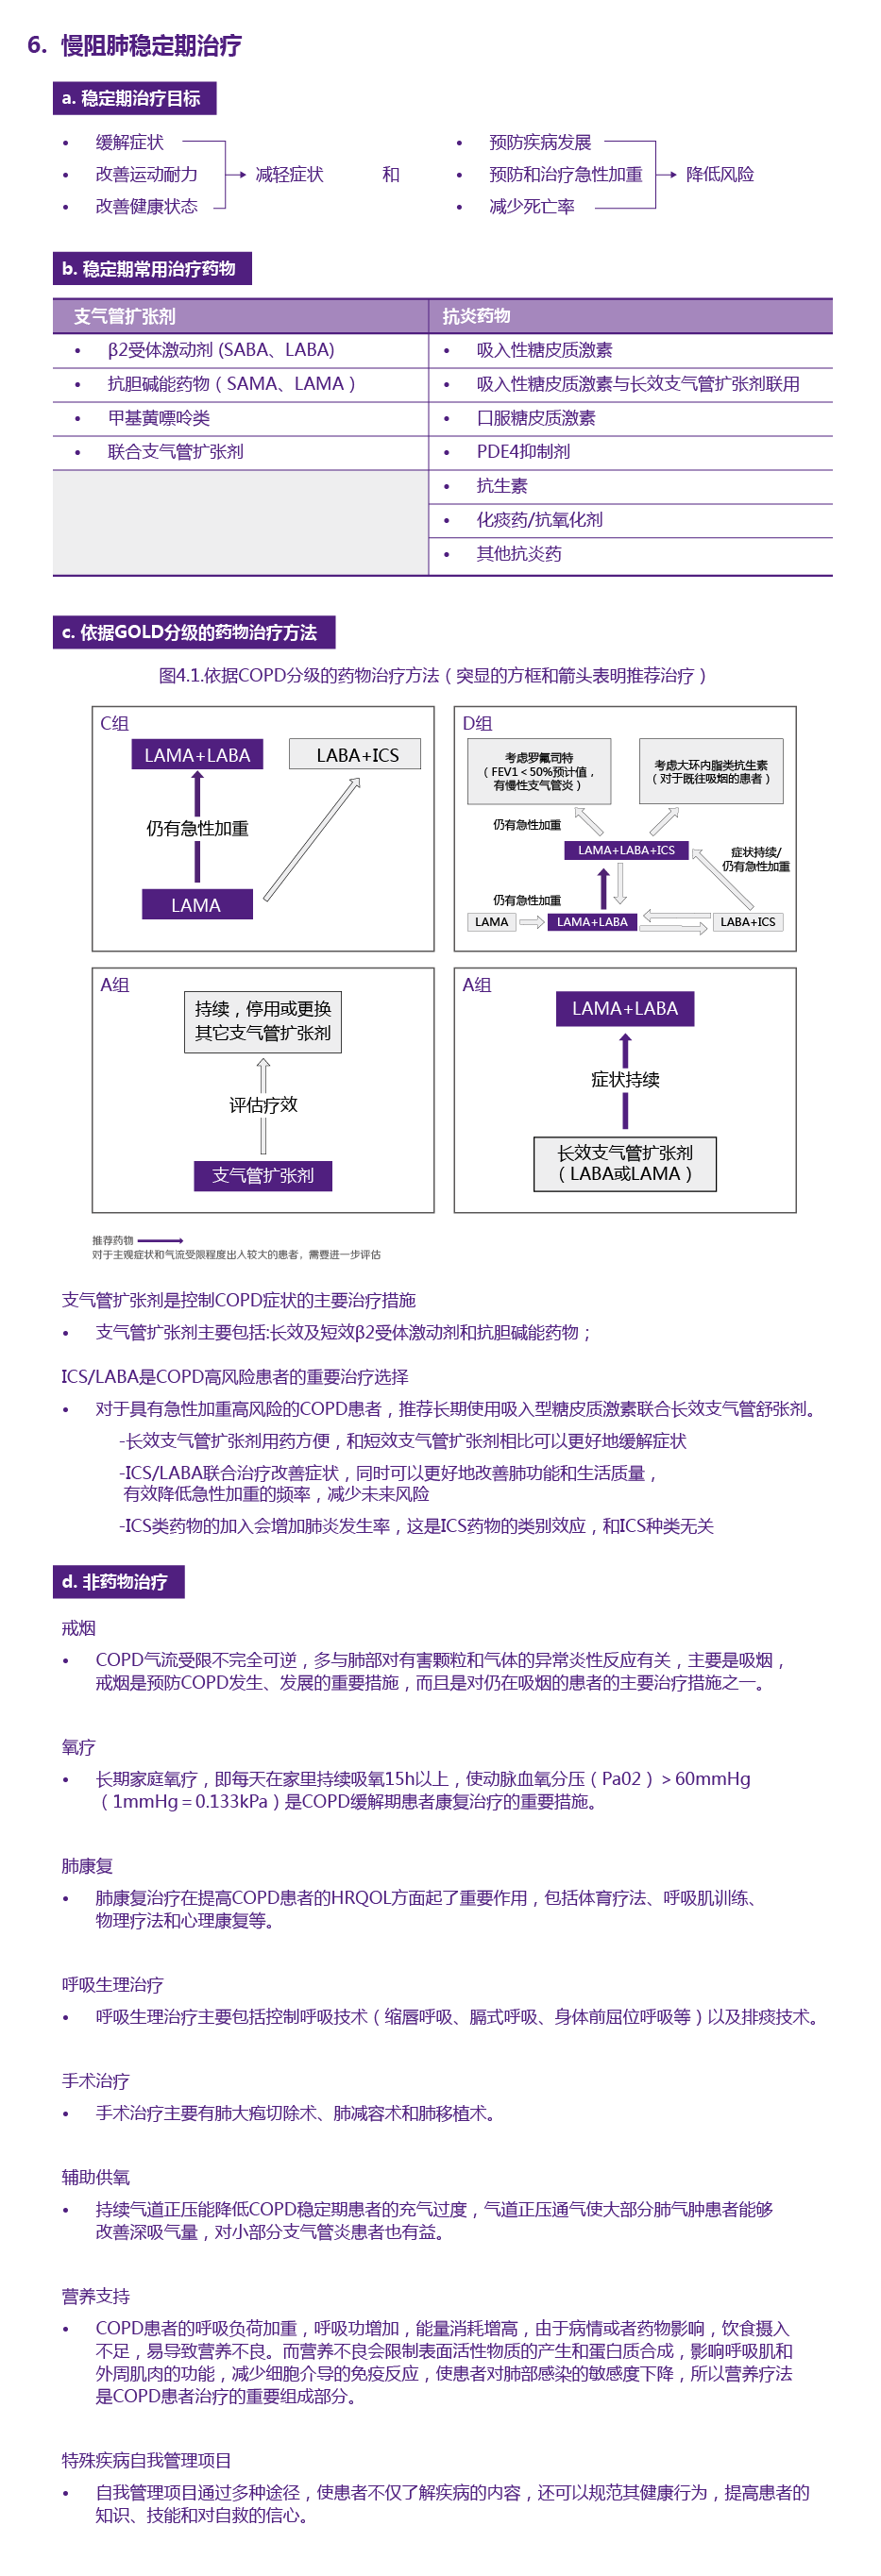 6. 慢阻肺稳定期治疗
a. 稳定期治疗目标
• 缓解症状
• 改善运动耐力
• 改善健康状态
减轻症状
和
• 预防疾病发展
• 预防和治疗急性加重
• 减少死亡率
降低风险
b. 稳定期常用治疗药物
支气管扩张剂 抗炎药物
• β2受体激动剂 (SABA、LABA) • 吸入性糖皮质激素
• 抗胆碱能药物（SAMA、LAMA） • 吸入性糖皮质激素与长效支气管扩张剂联用
• 甲基黄嘌呤类 • 口服糖皮质激素
• 联合支气管扩张剂 • PDE4抑制剂
• 抗生素
• 化痰药/抗氧化剂
• 其他抗炎药
c. 依据GOLD分级的药物治疗方法
图4.1.依据COPD分级的药物治疗方法（突显的方框和箭头表明推荐治疗）
C组
LAMA+LABA
LABA+ICS
仍有急性加重
LAMA
D组
考虑罗氟司特
（FEV1＜50%预计值，
有慢性支气管炎）
考虑大环内脂类抗生素
（对于既往吸烟的患者）
仍有急性加重
LAMA+LABA+ICS
症状持续/
仍有急性加重
仍有急性加重
LAMA
LAMA+LABA
LABA+ICS
A组
持续，停用或更换
其它支气管扩张剂
评估疗效
支气管扩张剂
A组
LAMA+LABA
症状持续
长效支气管扩张剂
（LABA或LAMA）
推荐药物
对于主观症状和气流受限程度出人较大的患者，需要进一步评估
支气管扩张剂是控制COPD症状的主要治疗措施
• 支气管扩张剂主要包括:长效及短效β2受体激动剂和抗胆碱能药物；
ICS/LABA是COPD高风险患者的重要治疗选择
• 对于具有急性加重高风险的COPD患者，推荐长期使用吸入型糖皮质激素联合长效支气管舒张剂。
-长效支气管扩张剂用药方便，和短效支气管扩张剂相比可以更好地缓解症状
-ICS/LABA联合治疗改善症状，同时可以更好地改善肺功能和生活质量，
有效降低急性加重的频率，减少未来风险
-ICS类药物的加入会增加肺炎发生率，这是ICS药物的类别效应，和ICS种类无关
d. 非药物治疗
戒烟
• COPD气流受限不完全可逆，多与肺部对有害颗粒和气体的异常炎性反应有关，主要是吸烟，
戒烟是预防COPD发生、发展的重要措施，而且是对仍在吸烟的患者的主要治疗措施之一。
氧疗
• 长期家庭氧疗，即每天在家里持续吸氧15h以上，使动脉血氧分压（Pa02）＞60mmHg
（1mmHg＝0.133kPa）是COPD缓解期患者康复治疗的重要措施。
肺康复
• 肺康复治疗在提高COPD患者的HRQOL方面起了重要作用，包括体育疗法、呼吸肌训练、
物理疗法和心理康复等。
呼吸生理治疗
• 呼吸生理治疗主要包括控制呼吸技术（缩唇呼吸、膈式呼吸、身体前屈位呼吸等）以及排痰技术。
手术治疗
• 手术治疗主要有肺大疱切除术、肺减容术和肺移植术。
辅助供氧
• 持续气道正压能降低COPD稳定期患者的充气过度，气道正压通气使大部分肺气肿患者能够
改善深吸气量，对小部分支气管炎患者也有益。
营养支持
• COPD患者的呼吸负荷加重，呼吸功增加，能量消耗增高，由于病情或者药物影响，饮食摄入
不足，易导致营养不良。而营养不良会限制表面活性物质的产生和蛋白质合成，影响呼吸肌和
外周肌肉的功能，减少细胞介导的免疫反应，使患者对肺部感染的敏感度下降，所以营养疗法
是COPD患者治疗的重要组成部分。
特殊疾病自我管理项目
• 自我管理项目通过多种途径，使患者不仅了解疾病的内容，还可以规范其健康行为，提高患者的
知识、技能和对自救的信心。